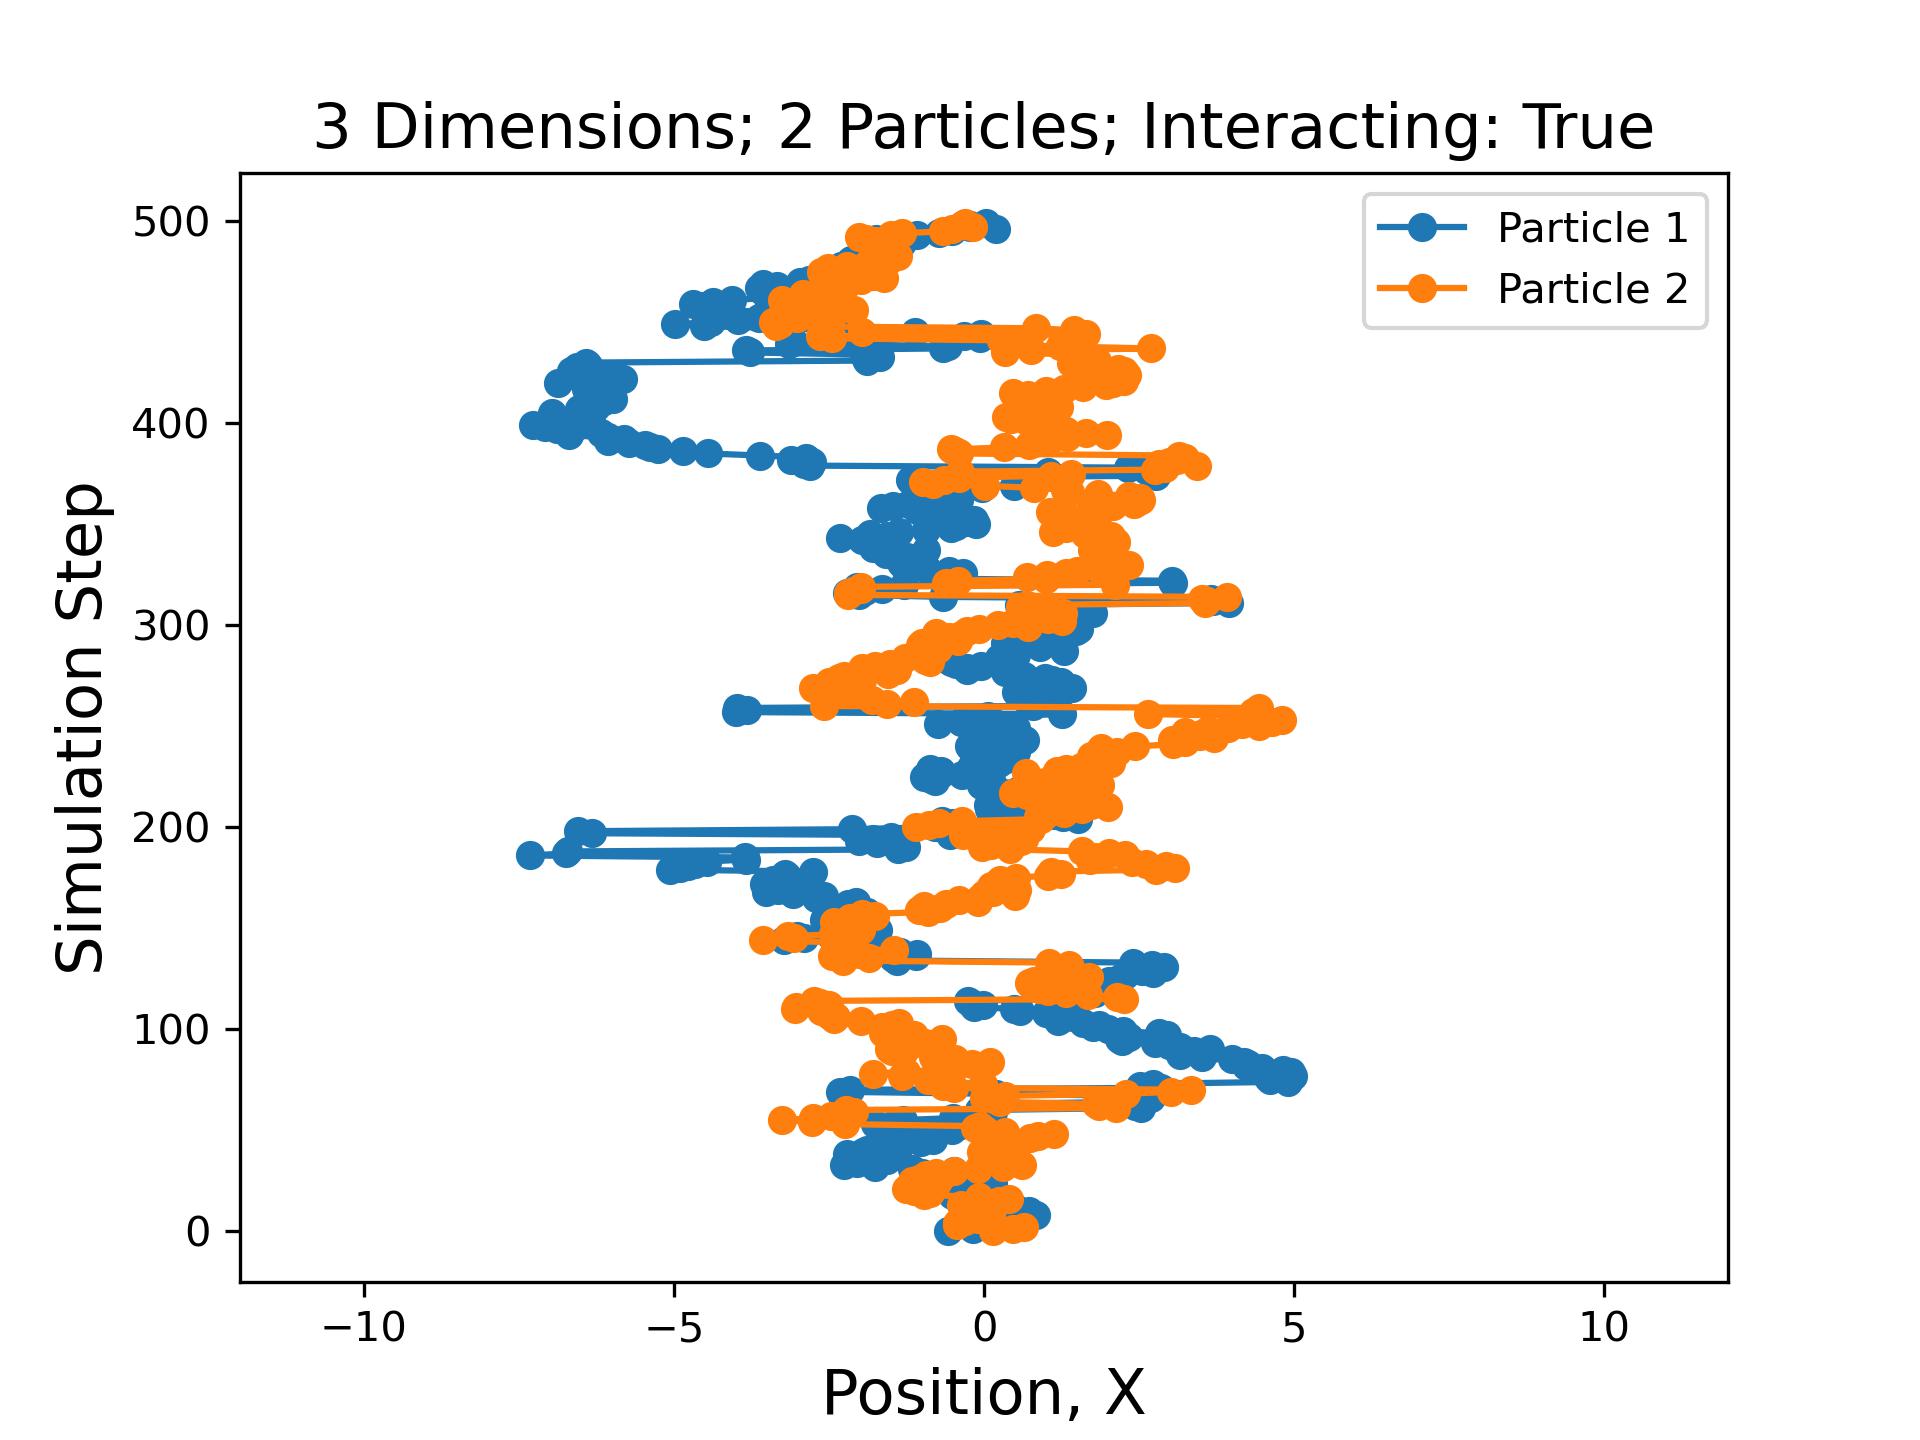 3 Dimensions; 2 Particles; Interacting: True
Particle 1
Particle 2
Simulation Step
500
400
300
200
100
0
−10
−5
0
5
10
Position, X